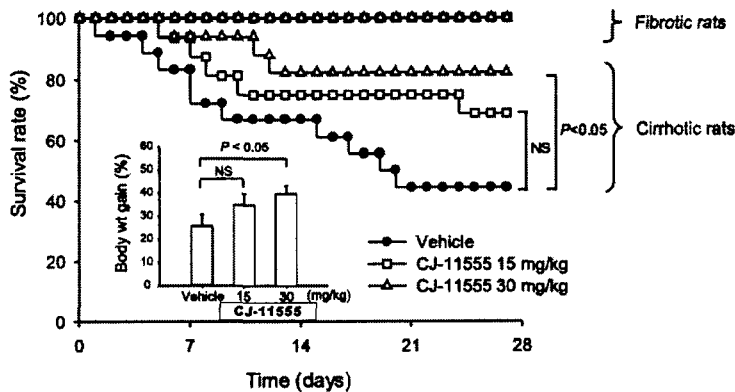 Survival rate (%)
100
80
60
40
20
0
0 7 14 21 28
Time (days)
Fibrotic rats
Cirrhotic rats
NS
P<0.05
Vehicle
CJ-11555 15 mg/kg
CJ-11555 30 mg/kg
Body wt gain (%)
60
50
40
30
20
10
0
P < 0.05
NS
Vehicle 15 30 (mg/kg)
CJ-11555